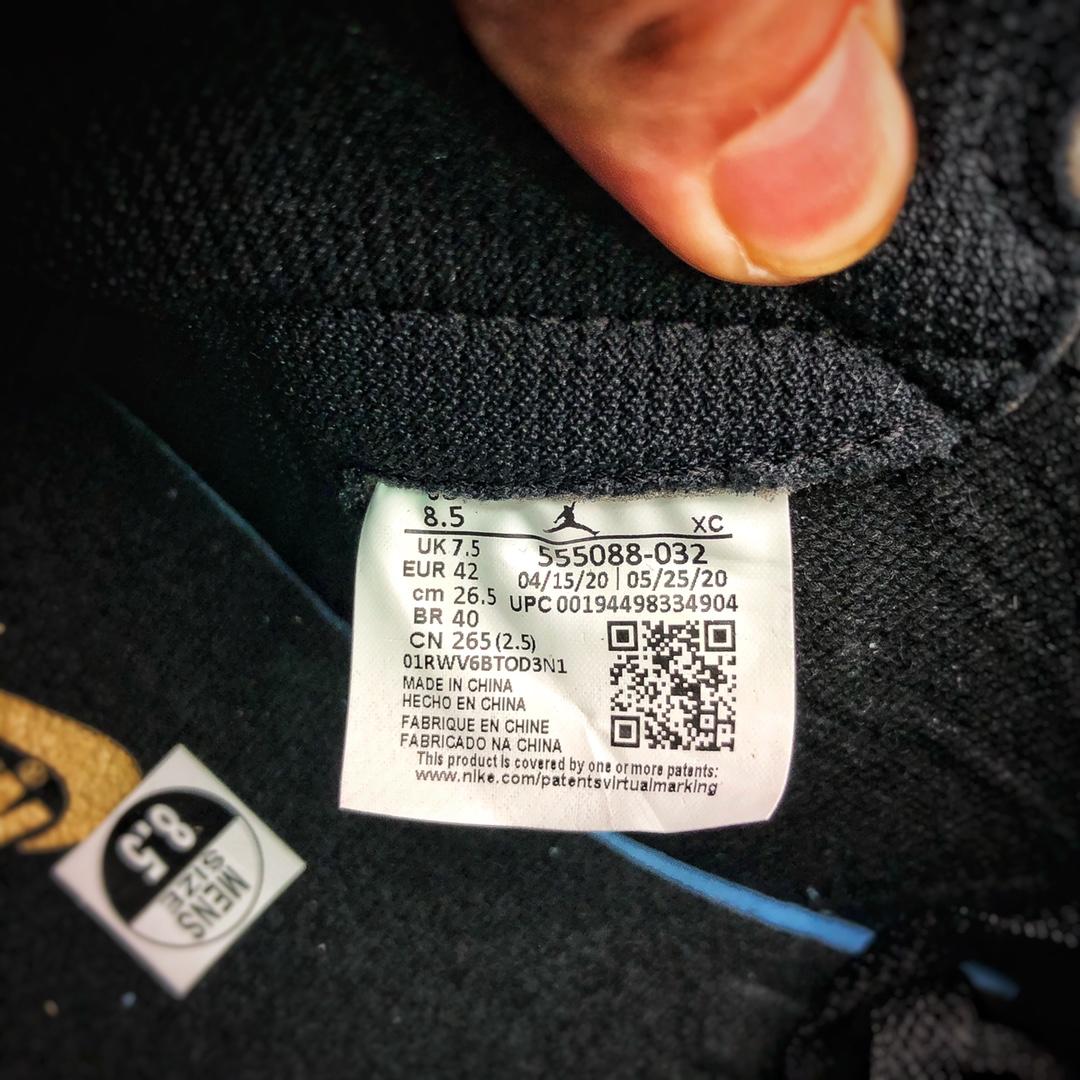 8.5
XC
UK 7.5
555088-032
EUR 42
04/15/20 | 05/25/20
cm 26.5
UPC 00194498334904
BR 40
CN 265 (2.5)
01RWV6BTOD3N1
MADE IN CHINA
HECHO EN CHINA
FABRIQUE EN CHINE
FABRICADO NA CHINA
This product is covered by one or more patents:
www.nike.com/patentsvirtualmarking
8.5
MENS
SIZE